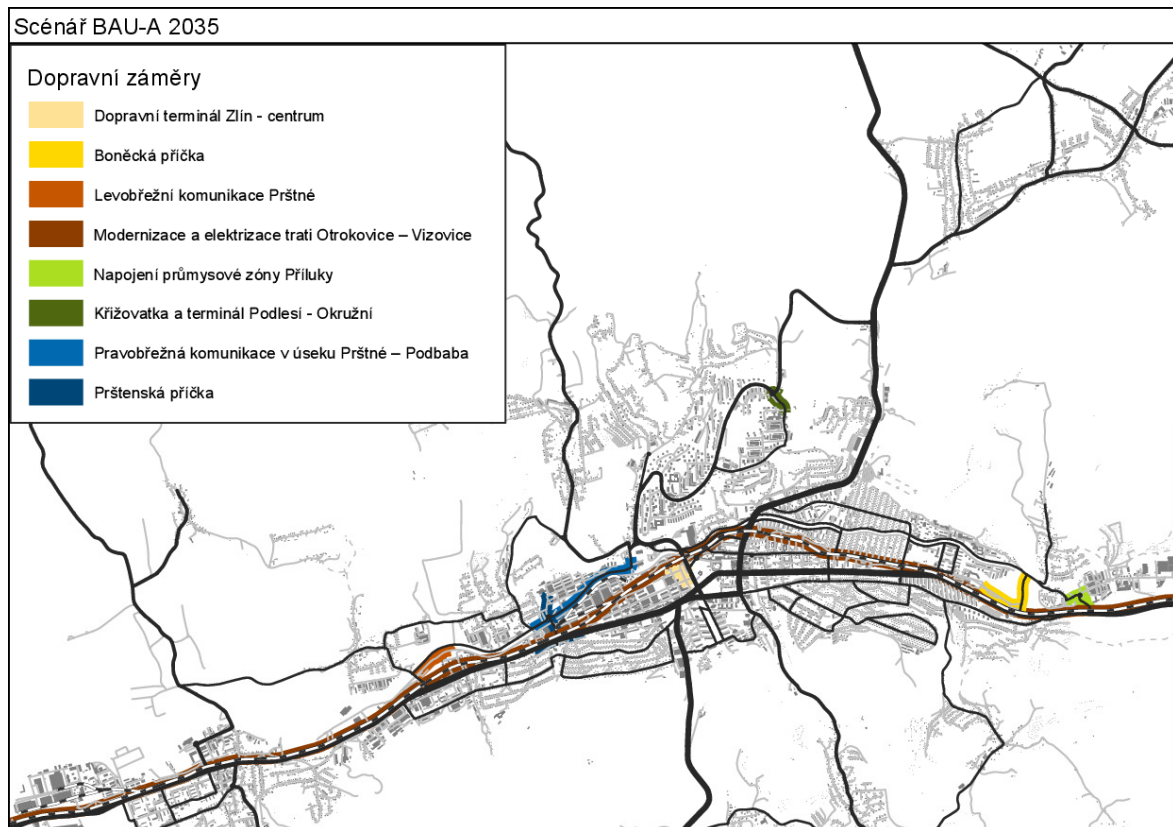 Scénář BAU-A 2035
Dopravní záměry
Dopravní terminál Zlín - centrum
Boněcká příčka
Levobřežní komunikace Prštné
Modernizace a elektrizace trati Otrokovice – Vizovice
Napojení průmysové zóny Příluky
Křižovatka a terminál Podlesí - Okružní
Pravobřežná komunikace v úseku Prštné – Podbaba
Prštenská příčka